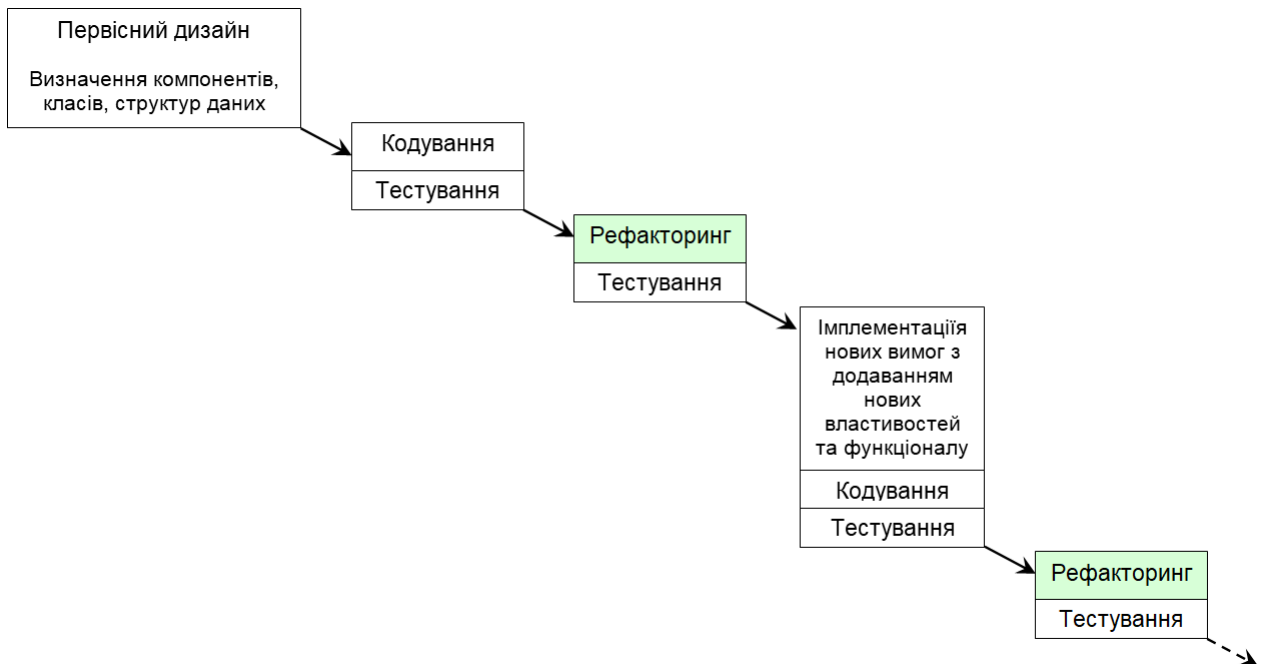 Первісний дизайн
Визначення компонентів,
класів, структур даних
Кодування
Тестування
Рефакторинг
Тестування
Імплементаціїя
нових вимог з
додаванням
нових
властивостей
та функціоналу
Кодування
Тестування
Рефакторинг
Тестування